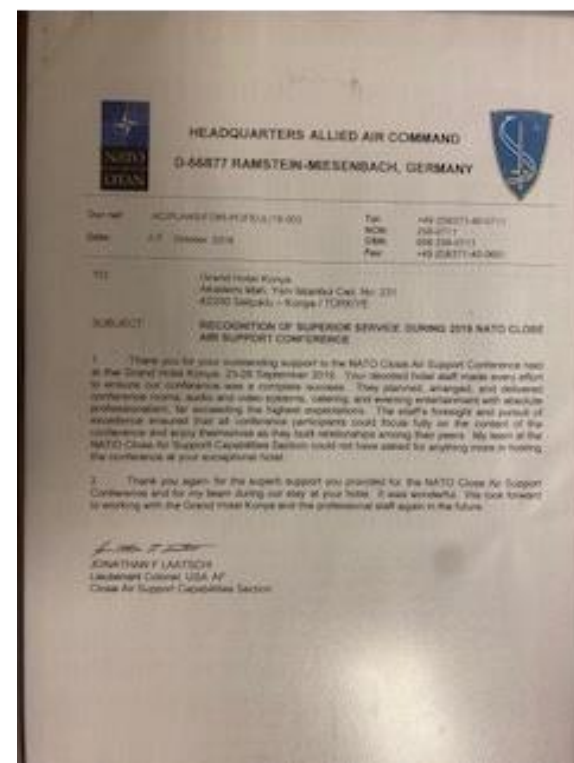 NATO
OTAN
HEADQUARTERS ALLIED AIR COMMAND
D-66877 RAMSTEIN-MIESENBACH, GERMANY
Our ref:
Tel:
NCN:
Date: October
Fax:
TO: Grand Hotel Konya
SUBJECT: RECOGNITION OF SUPERIOR SERVICE DURING 2018 NATO CLOSE
AIR SUPPORT CONFERENCE
1. Thank you for your outstanding support to the NATO Close Air Support Conference held
at the Grand Hotel Konya, September Your devoted hotel staff made every effort
to ensure our conference was a complete success. They planned, arranged, and delivered
conference rooms, audio and video systems, catering, and evening entertainment with absolute
professionalism, far exceeding the highest expectations. The staff's foresight and pursuit of
excellence ensured that all conference participants could focus fully on the content of the
conference and enjoy themselves as they built relationships among their peers. My team at the
NATO Close Air Support Capabilities Section could not have asked for anything more in hosting
the conference at your exceptional hotel.
2. Thank you again for the superb support you provided for the NATO Close Air Support
Conference and for my team during our stay at your hotel. It was wonderful. We look forward
to working with the Grand Hotel Konya and the professional staff again in the future.
JONATHAN F LAATSCH
Lieutenant Colonel, USA AF
Close Air Support Capabilities Section